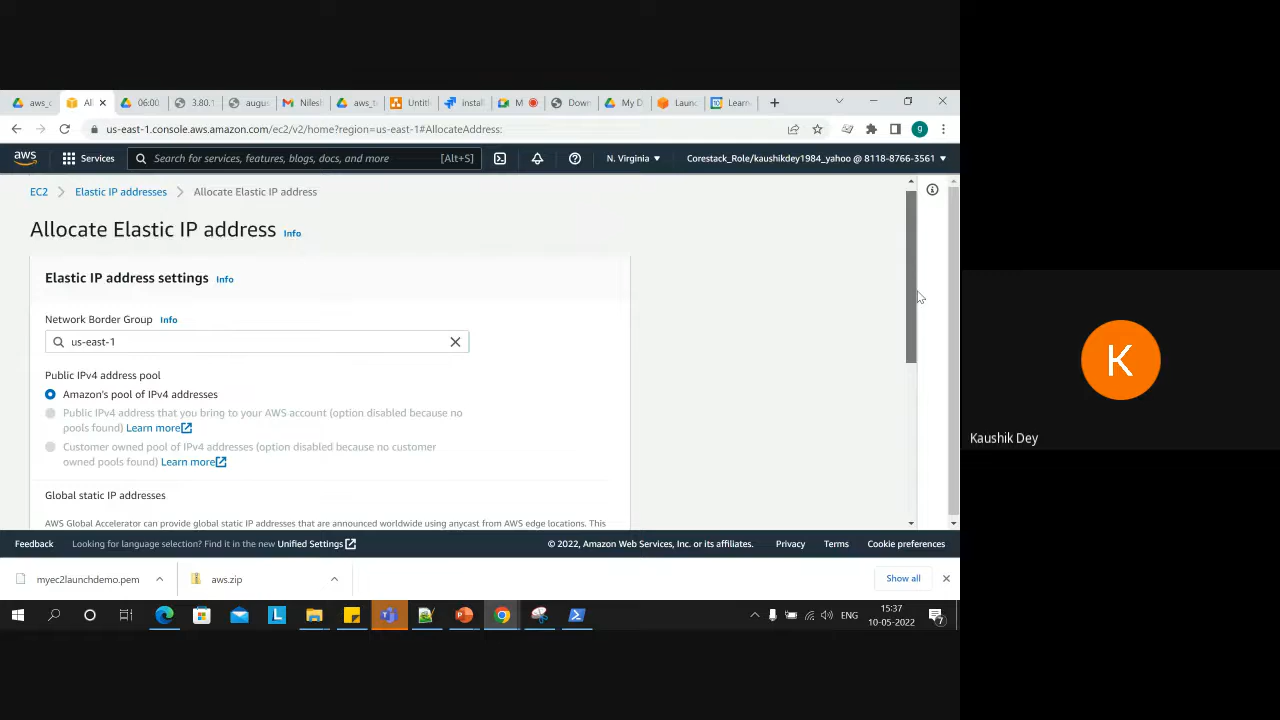 aws_c
All
06:00
3.80.1
augu
Nilesh
aws_t
Untitl
install
M
Down
My D
Laun
Learn
us-east-1.console.aws.amazon.com/ec2/v2/home?region=us-east-1#AllocateAddress:
g
aws
Services
Search for services, features, blogs, docs, and more
[Alt+S]
N. Virginia
Corestack_Role/kaushikdey1984_yahoo @ 8118-8766-3561
EC2
Elastic IP addresses
Allocate Elastic IP address
Allocate Elastic IP address Info
Elastic IP address settings Info
Network Border Group Info
us-east-1
Public IPv4 address pool
Amazon's pool of IPv4 addresses
Public IPv4 address that you bring to your AWS account (option disabled because no
pools found) Learn more
Customer owned pool of IPv4 addresses (option disabled because no customer
owned pools found) Learn more
Global static IP addresses
AWS Global Accelerator can provide global static IP addresses that are announced worldwide using anycast from AWS edge locations. This
K
Kaushik Dey
Feedback
Looking for language selection? Find it in the new Unified Settings
© 2022, Amazon Web Services, Inc. or its affiliates.
Privacy
Terms
Cookie preferences
myec2launchdemo.pem
aws.zip
Show all
L
ENG
15:37
10-05-2022
7